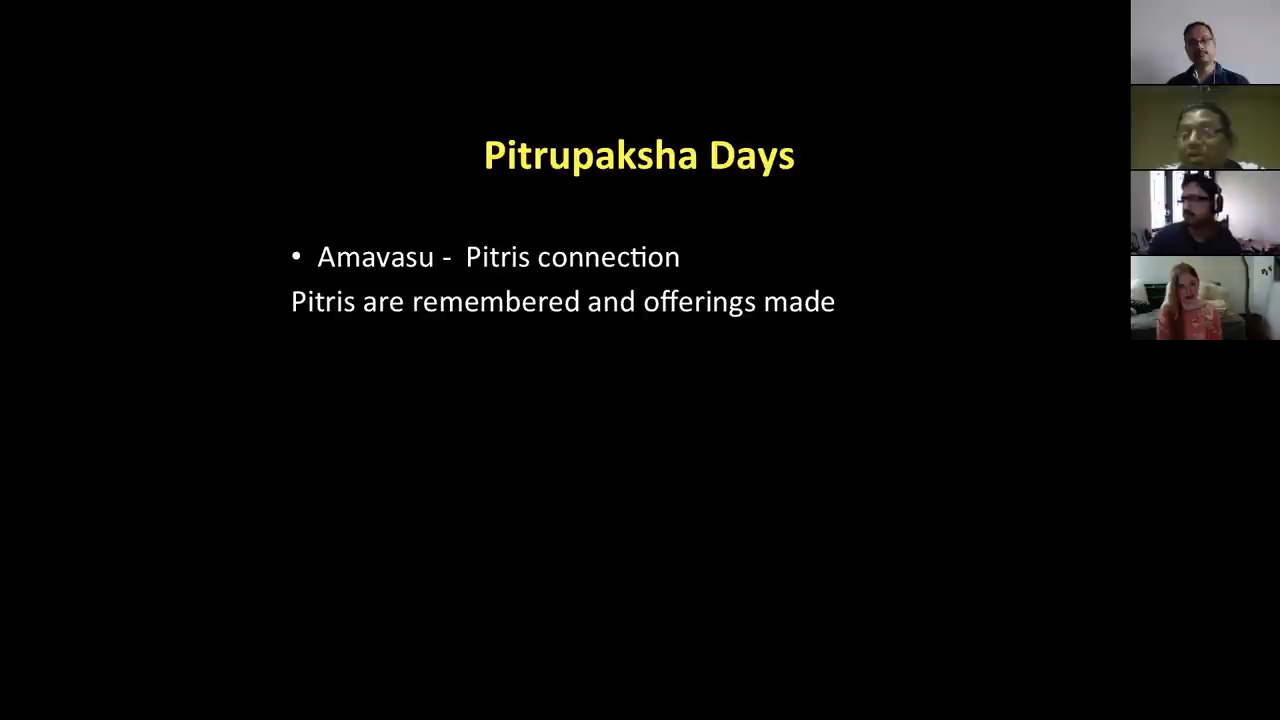 Pitrupaksha Days
• Amavasu - Pitris connection
Pitris are remembered and offerings made